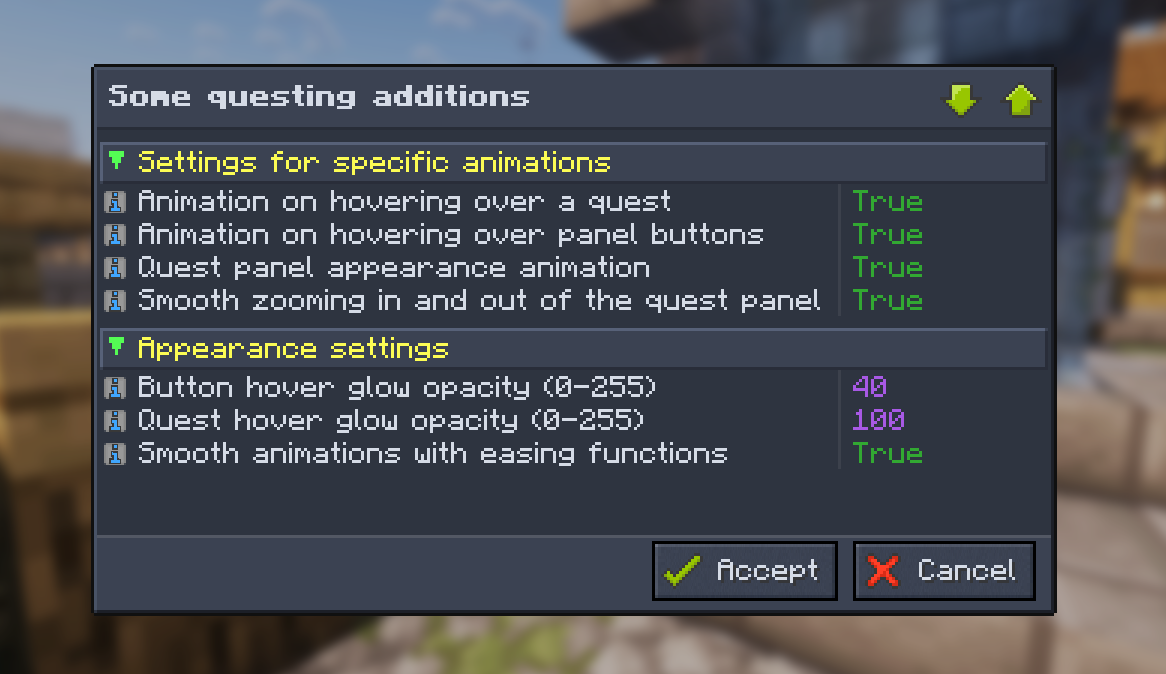 Some questing additions
Settings for specific animations
Animation on hovering over a quest True
Animation on hovering over panel buttons True
Quest panel appearance animation True
Smooth zooming in and out of the quest panel True
Appearance settings
Button hover glow opacity (0-255) 40
Quest hover glow opacity (0-255) 100
Smooth animations with easing functions True
Accept Cancel